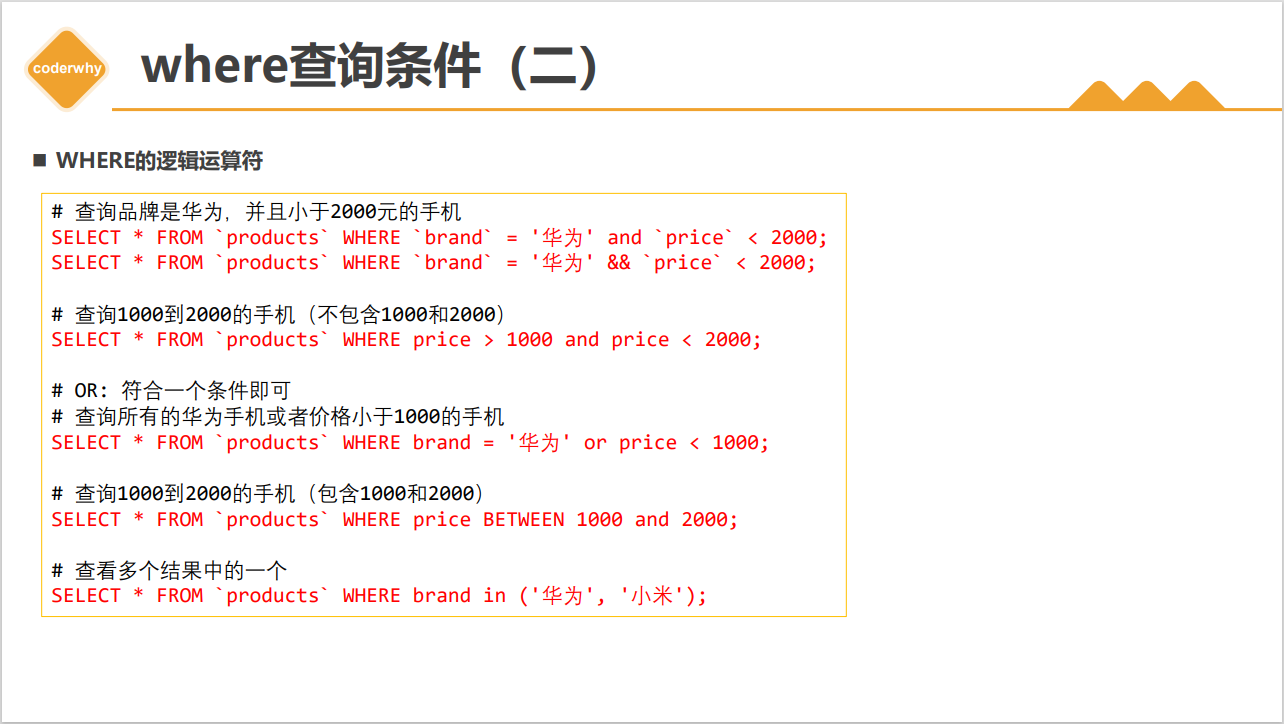 coderwhy
where查询条件（二）
WHERE的逻辑运算符
# 查询品牌是华为，并且小于2000元的手机
SELECT * FROM `products` WHERE `brand` = '华为' and `price` < 2000;
SELECT * FROM `products` WHERE `brand` = '华为' && `price` < 2000;
# 查询1000到2000的手机（不包含1000和2000）
SELECT * FROM `products` WHERE price > 1000 and price < 2000;
# OR: 符合一个条件即可
# 查询所有的华为手机或者价格小于1000的手机
SELECT * FROM `products` WHERE brand = '华为' or price < 1000;
# 查询1000到2000的手机（包含1000和2000）
SELECT * FROM `products` WHERE price BETWEEN 1000 and 2000;
# 查看多个结果中的一个
SELECT * FROM `products` WHERE brand in ('华为', '小米');